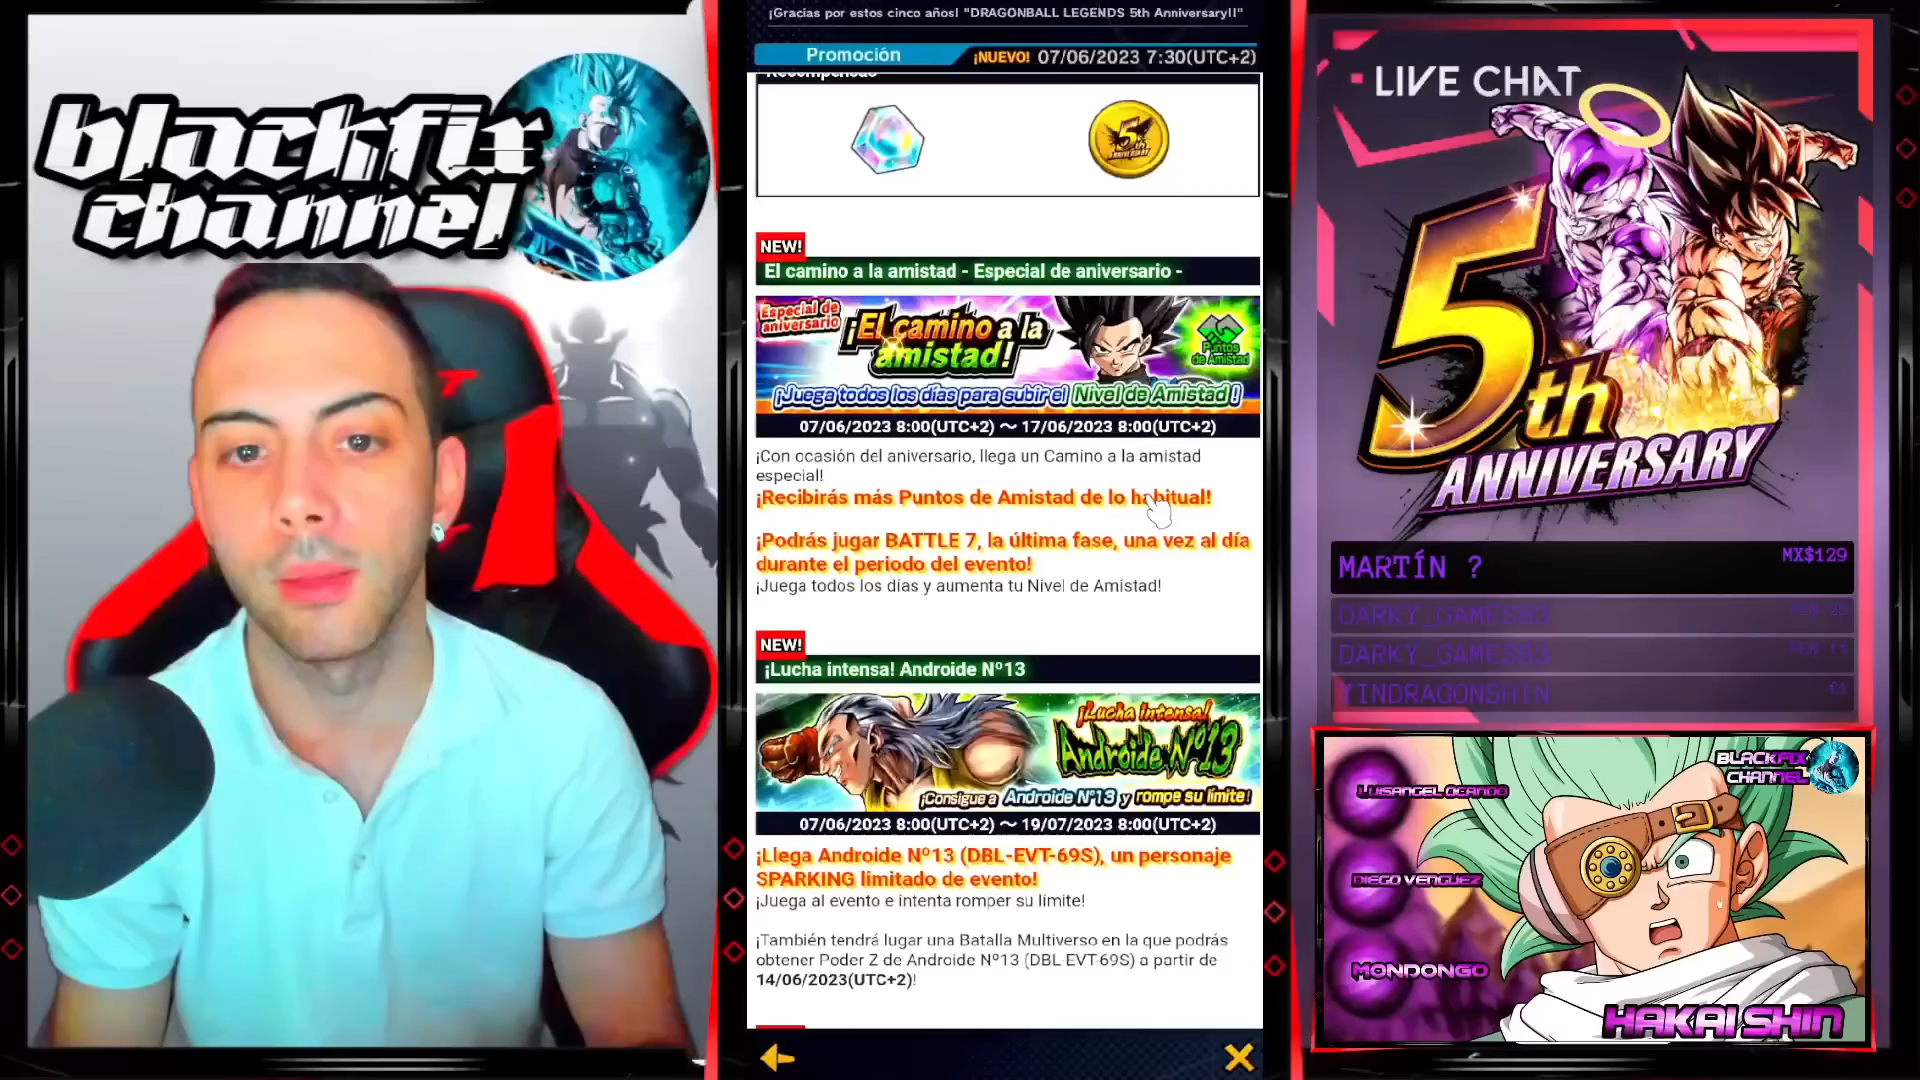 blackfix
channel
¡Gracias por estos cinco años! "DRAGONBALL LEGENDS 5th Anniversary!!"
Promoción
¡NUEVO! 07/06/2023 7:30(UTC+2)
5th
ANNIVERSARY
NEW!
El camino a la amistad - Especial de aniversario -
Especial de
aniversario
¡El camino a la
amistad!
Puntos
de Amistad
¡Juega todos los días para subir el Nivel de Amistad!
07/06/2023 8:00(UTC+2) ～ 17/06/2023 8:00(UTC+2)
¡Con ocasión del aniversario, llega un Camino a la amistad
especial!
¡Recibirás más Puntos de Amistad de lo habitual!
¡Podrás jugar BATTLE 7, la última fase, una vez al día
durante el periodo del evento!
¡Juega todos los días y aumenta tu Nivel de Amistad!
NEW!
¡Lucha intensa! Androide Nº13
¡Lucha intensa!
Androide Nº13
¡Consigue a Androide Nº13 y rompe su límite!
07/06/2023 8:00(UTC+2) ～ 19/07/2023 8:00(UTC+2)
¡Llega Androide Nº13 (DBL-EVT-69S), un personaje
SPARKING limitado de evento!
¡Juega al evento e intenta romper su límite!
¡También tendrá lugar una Batalla Multiverso en la que podrás
obtener Poder Z de Androide Nº13 (DBL-EVT-69S) a partir de
14/06/2023(UTC+2)!
LIVE CHAT
5th
ANNIVERSARY
MARTÍN ?
MX$129
DARKY_GAMES93
DARKY_GAMES93
YINDRAGONSHIN
€1
BLACKFIX
CHANNEL
LUISANGEL OCANDO
DIEGO VENGUEZ
MONDONGO
HAKAI SHIN